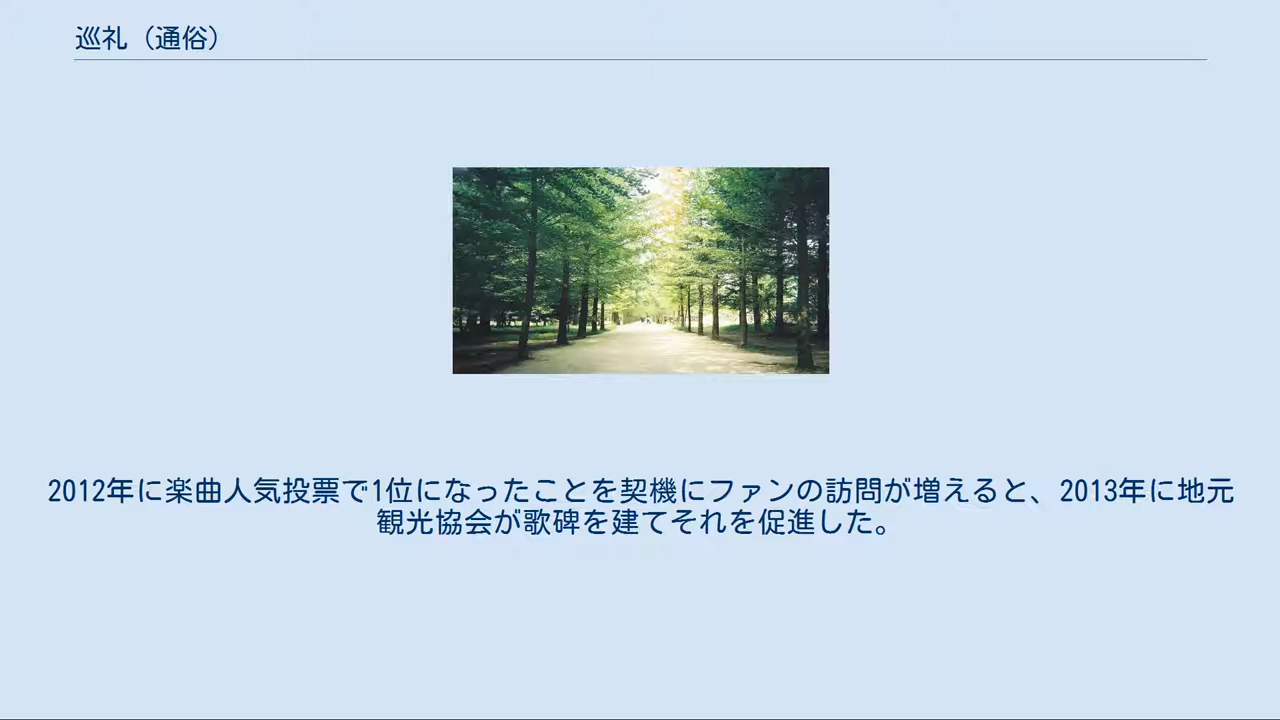 巡礼（通俗）
2012年に楽曲人気投票で1位になったことを契機にファンの訪問が増えると、2013年に地元
観光協会が歌碑を建てそれを促進した。